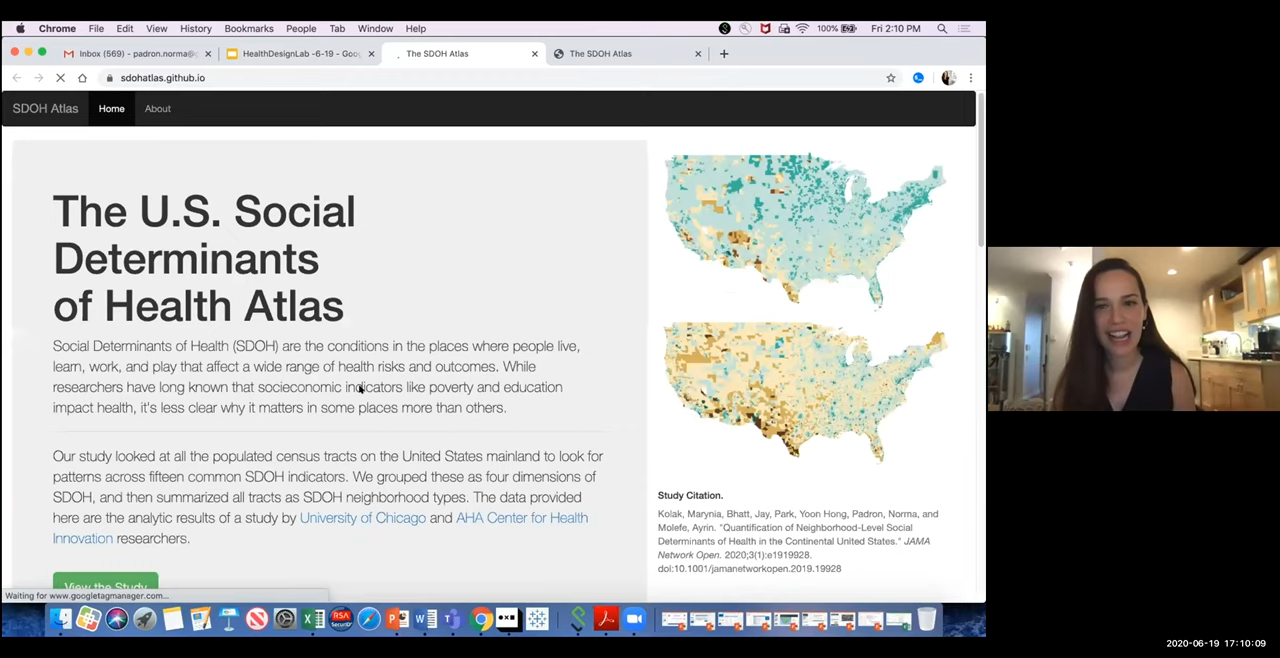 Chrome File Edit View History Bookmarks People Tab Window Help 100% Fri 2:10 PM
Inbox (569) - padron.norma@ HealthDesignLab -6-19 - Goo The SDOH Atlas The SDOH Atlas
sdohatlas.github.io
SDOH Atlas Home About
The U.S. Social
Determinants
of Health Atlas
Social Determinants of Health (SDOH) are the conditions in the places where people live,
learn, work, and play that affect a wide range of health risks and outcomes. While
researchers have long known that socieconomic indicators like poverty and education
impact health, it's less clear why it matters in some places more than others.
Our study looked at all the populated census tracts on the United States mainland to look for
patterns across fifteen common SDOH indicators. We grouped these as four dimensions of
SDOH, and then summarized all tracts as SDOH neighborhood types. The data provided
here are the analytic results of a study by University of Chicago and AHA Center for Health
Innovation researchers.
View the Study
Study Citation.
Kolak, Marynia, Bhatt, Jay, Park, Yoon Hong, Padron, Norma, and
Molefe, Ayrin. "Quantification of Neighborhood-Level Social
Determinants of Health in the Continental United States." JAMA
Network Open. 2020;3(1):e1919928.
doi:10.1001/jamanetworkopen.2019.19928
Waiting for www.googletagmanager.com...
RSA
SecurID
2020-06-19 17:10:09